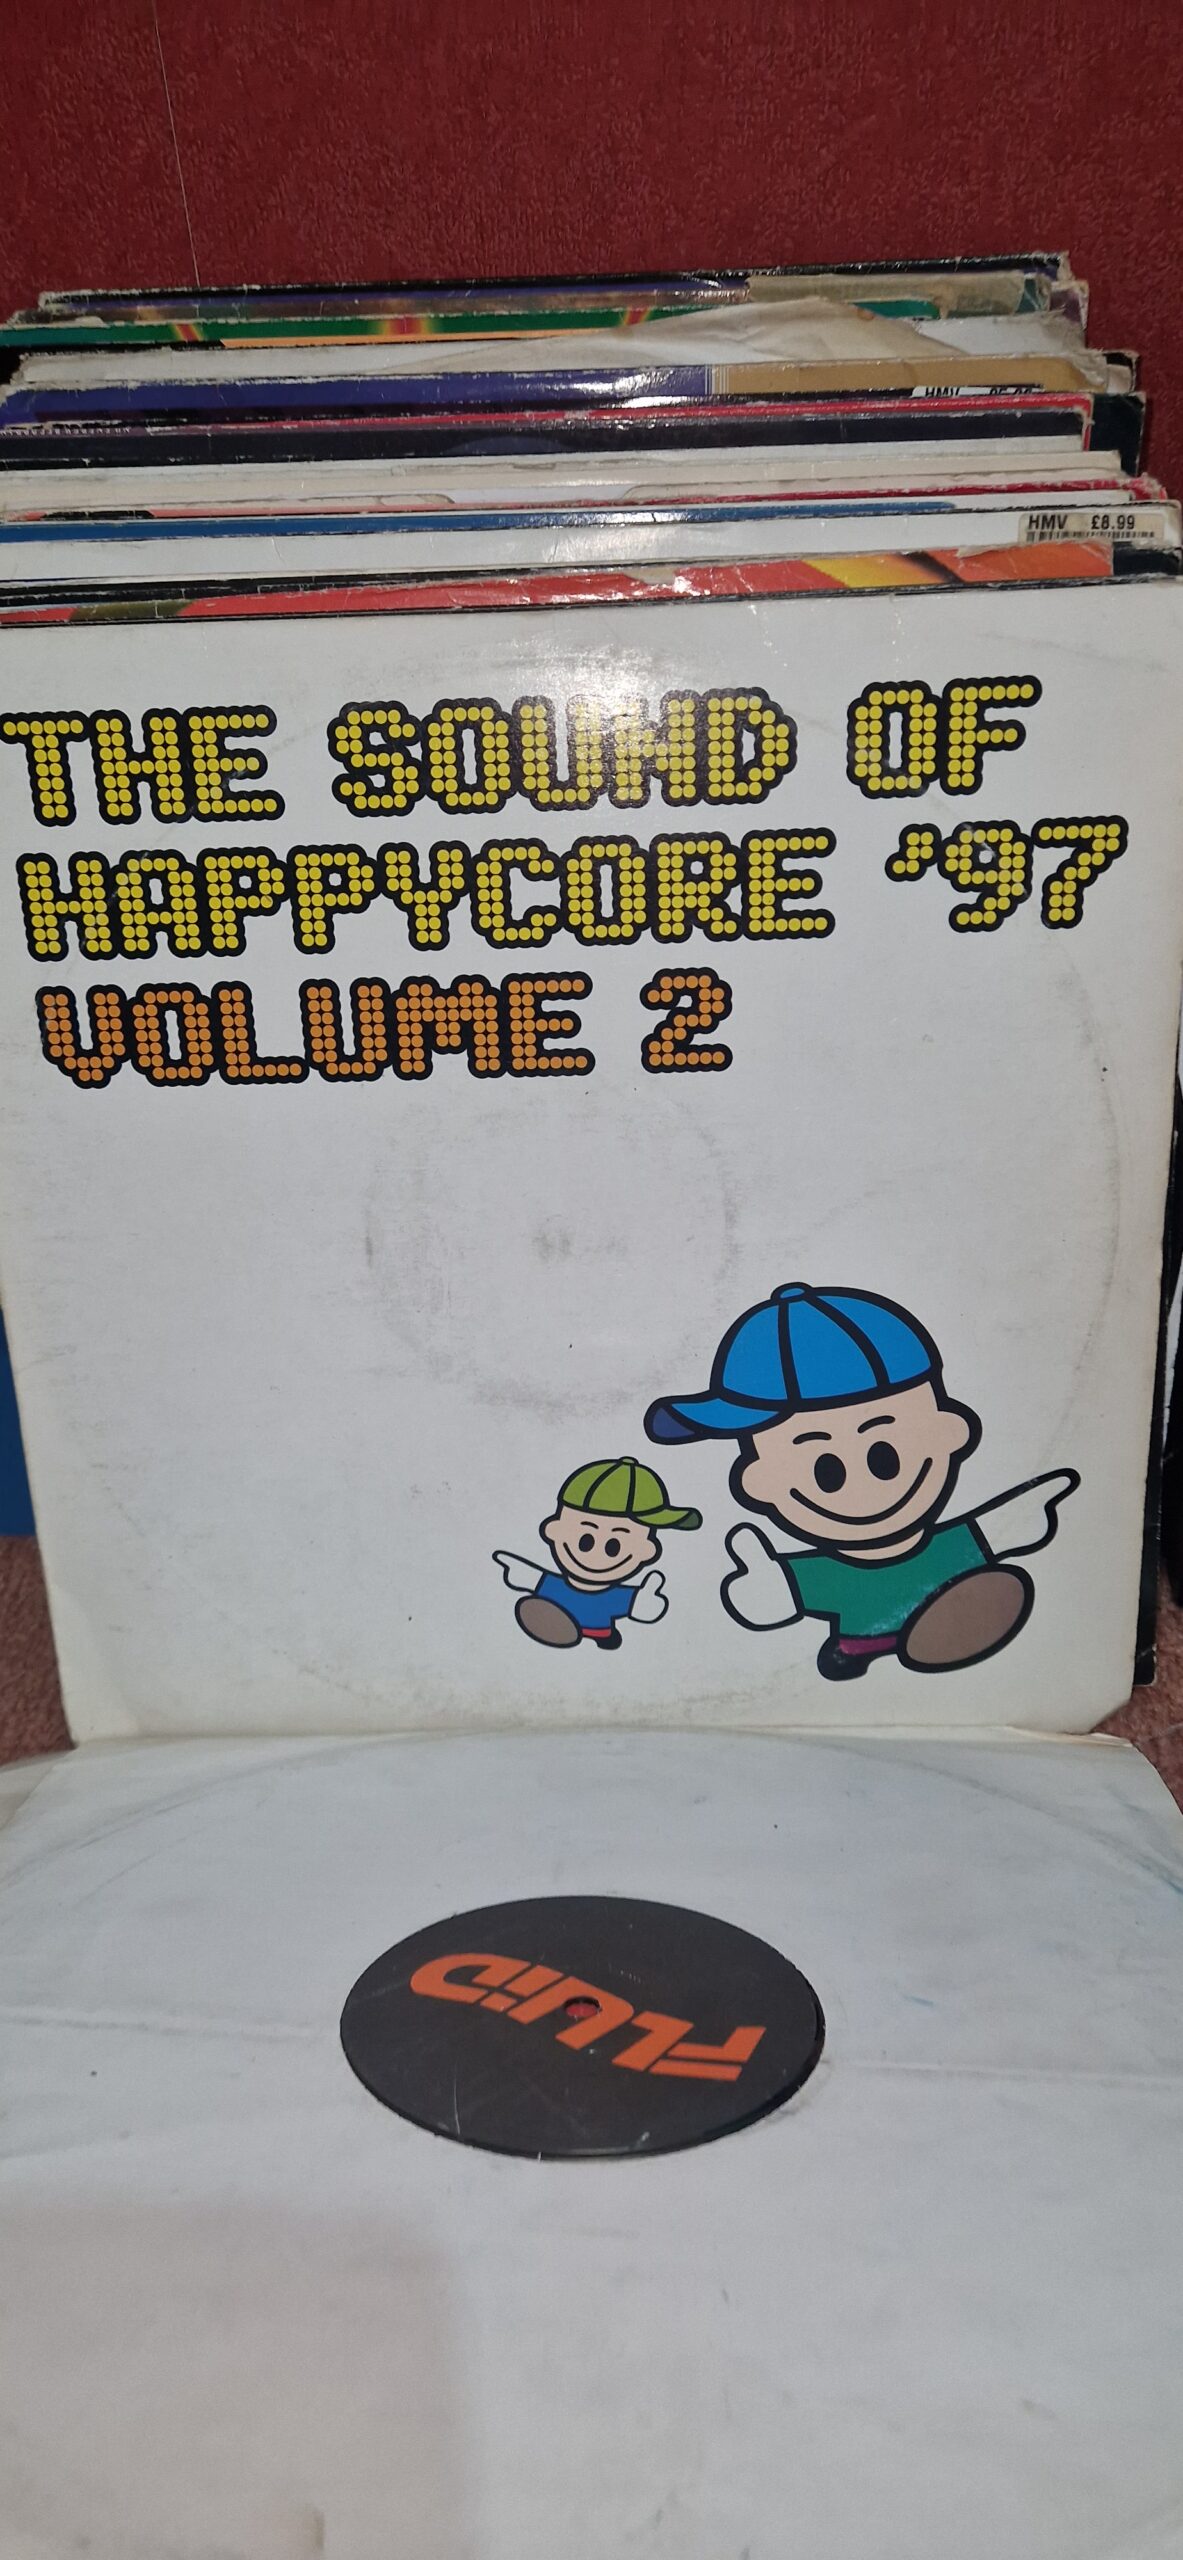 HMV £8.99
THE SOUND OF
HAPPYCORE '97
VOLUME 2
FLUID